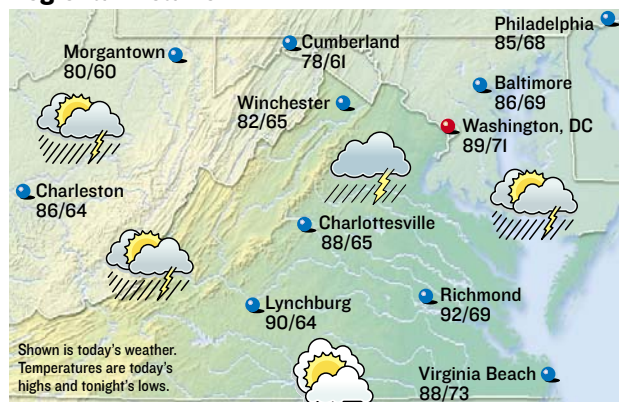 Philadelphia
85/68
Morgantown
80/60
Cumberland
78/61
Baltimore
86/69
Winchester
82/65
Washington, DC
89/71
Charleston
86/64
Charlottesville
88/65
Lynchburg
90/64
Richmond
92/69
Shown is today's weather.
Temperatures are today's
highs and tonight's lows.
Virginia Beach
88/73